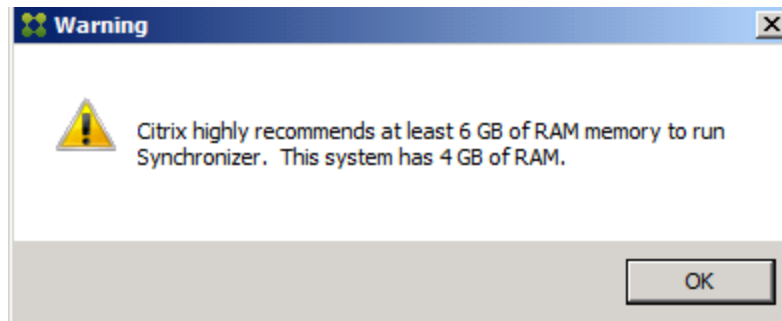 Warning
Citrix highly recommends at least 6 GB of RAM memory to run
Synchronizer. This system has 4 GB of RAM.
OK